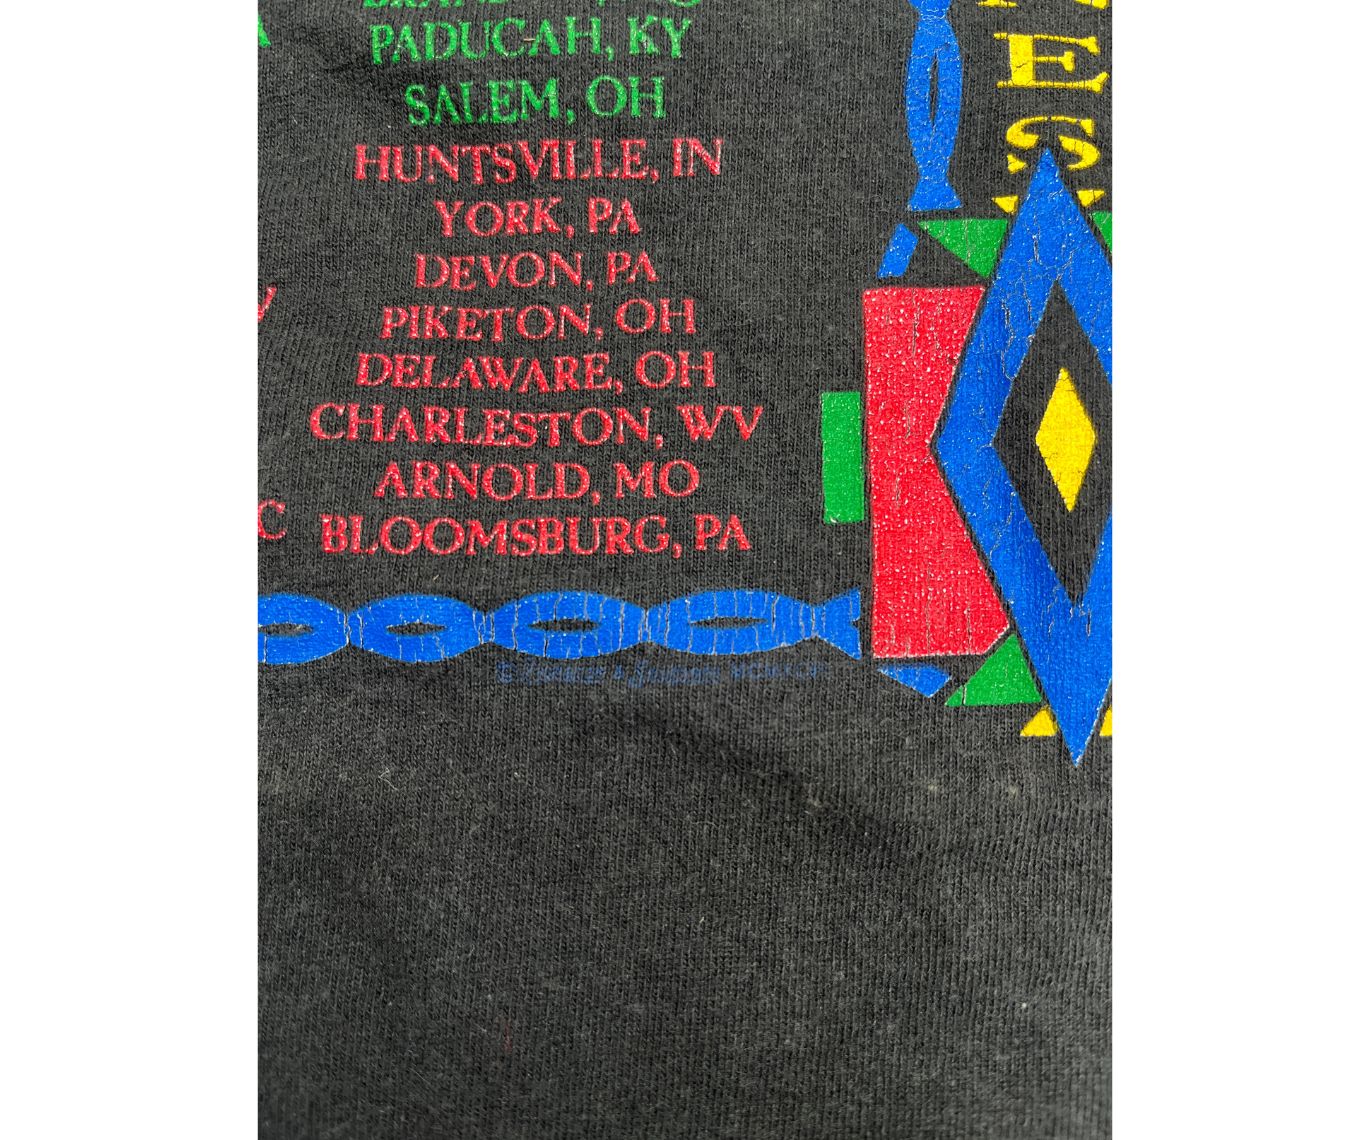 PADUCAH, KY
SALEM, OH
HUNTSVILLE, IN
YORK, PA
DEVON, PA
PIKETON, OH
DELAWARE, OH
CHARLESTON, WV
ARNOLD, MO
BLOOMSBURG, PA
E
S